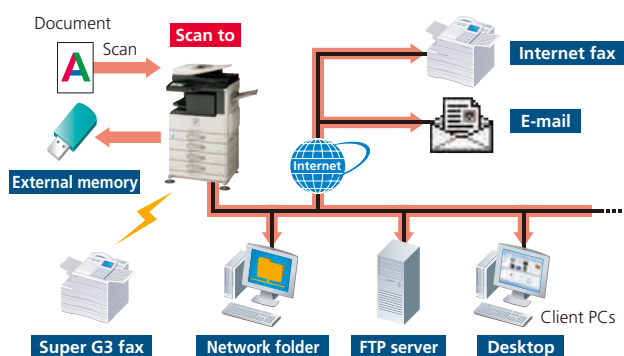 Document
Scan
A
Scan to
Internet fax
E-mail
Internet
External memory
Client PCs
Super G3 fax
Network folder
FTP server
Desktop